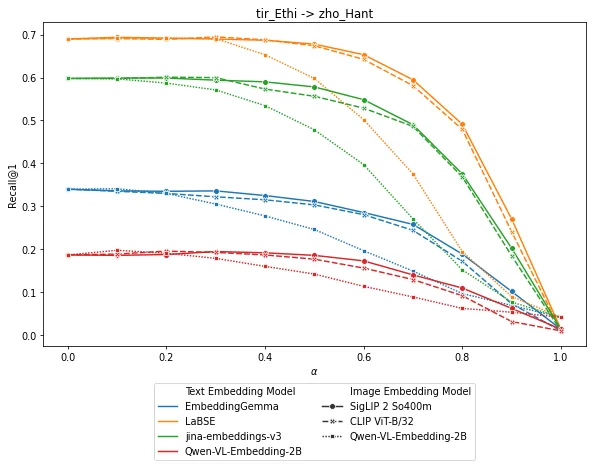 tir_Ethi -> zho_Hant
0.7
0.6
0.5
0.4
0.3
0.2
0.1
0.0
Recall@1
0.0 0.2 0.4 0.6 0.8 1.0
α
Text Embedding Model
EmbeddingGemma
LaBSE
jina-embeddings-v3
Qwen-VL-Embedding-2B
Image Embedding Model
SigLIP 2 So400m
CLIP ViT-B/32
Qwen-VL-Embedding-2B